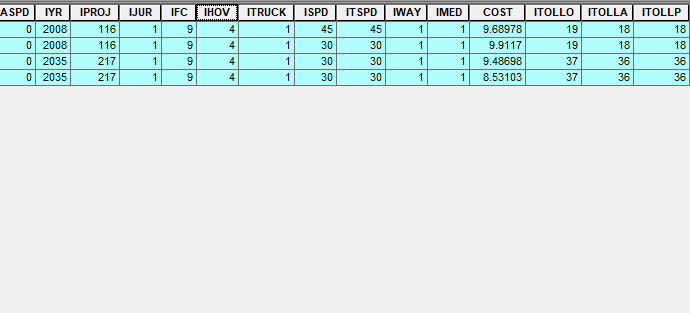 ASPD IYR IPROJ IJUR IFC IHOV ITRUCK ISPD ITSPD IWAY IMED COST ITOLLO ITOLLA ITOLLP
0 2008 116 1 9 4 1 45 45 1 1 9.68978 19 18 18
0 2008 116 1 9 4 1 30 30 1 1 9.9117 19 18 18
0 2035 217 1 9 4 1 30 30 1 1 9.48698 37 36 36
0 2035 217 1 9 4 1 30 30 1 1 8.53103 37 36 36